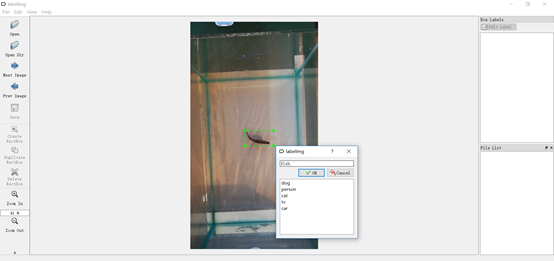 labelImg
File Edit View Help
Open
Open Dir
Next Image
Prev Image
Save
Create
RectBox
Duplicate
RectBox
Delete
RectBox
Zoom In
41 %
Zoom Out
labelImg
fish
OK Cancel
dog
person
cat
tv
car
Box Labels
Edit Label
File List